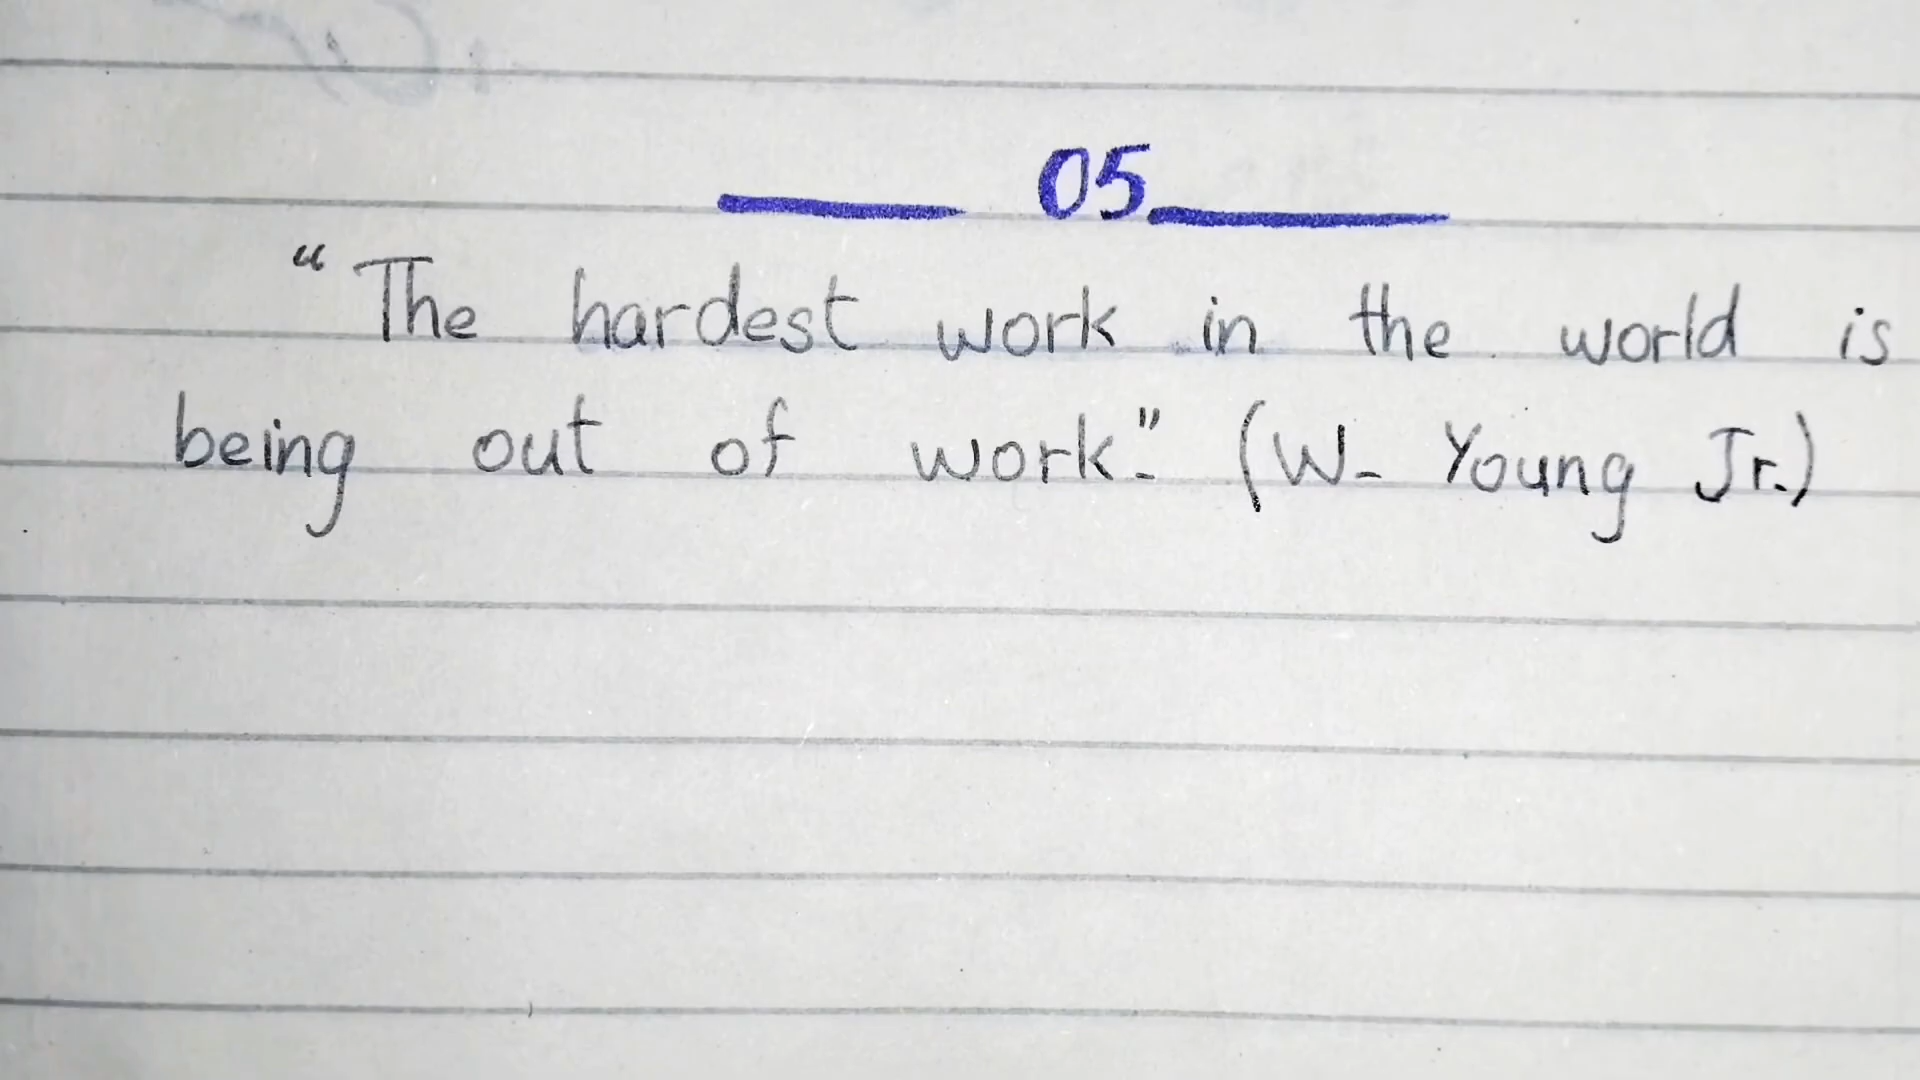 05
“The hardest work in the world is
being out of work." (W. Young Jr.)